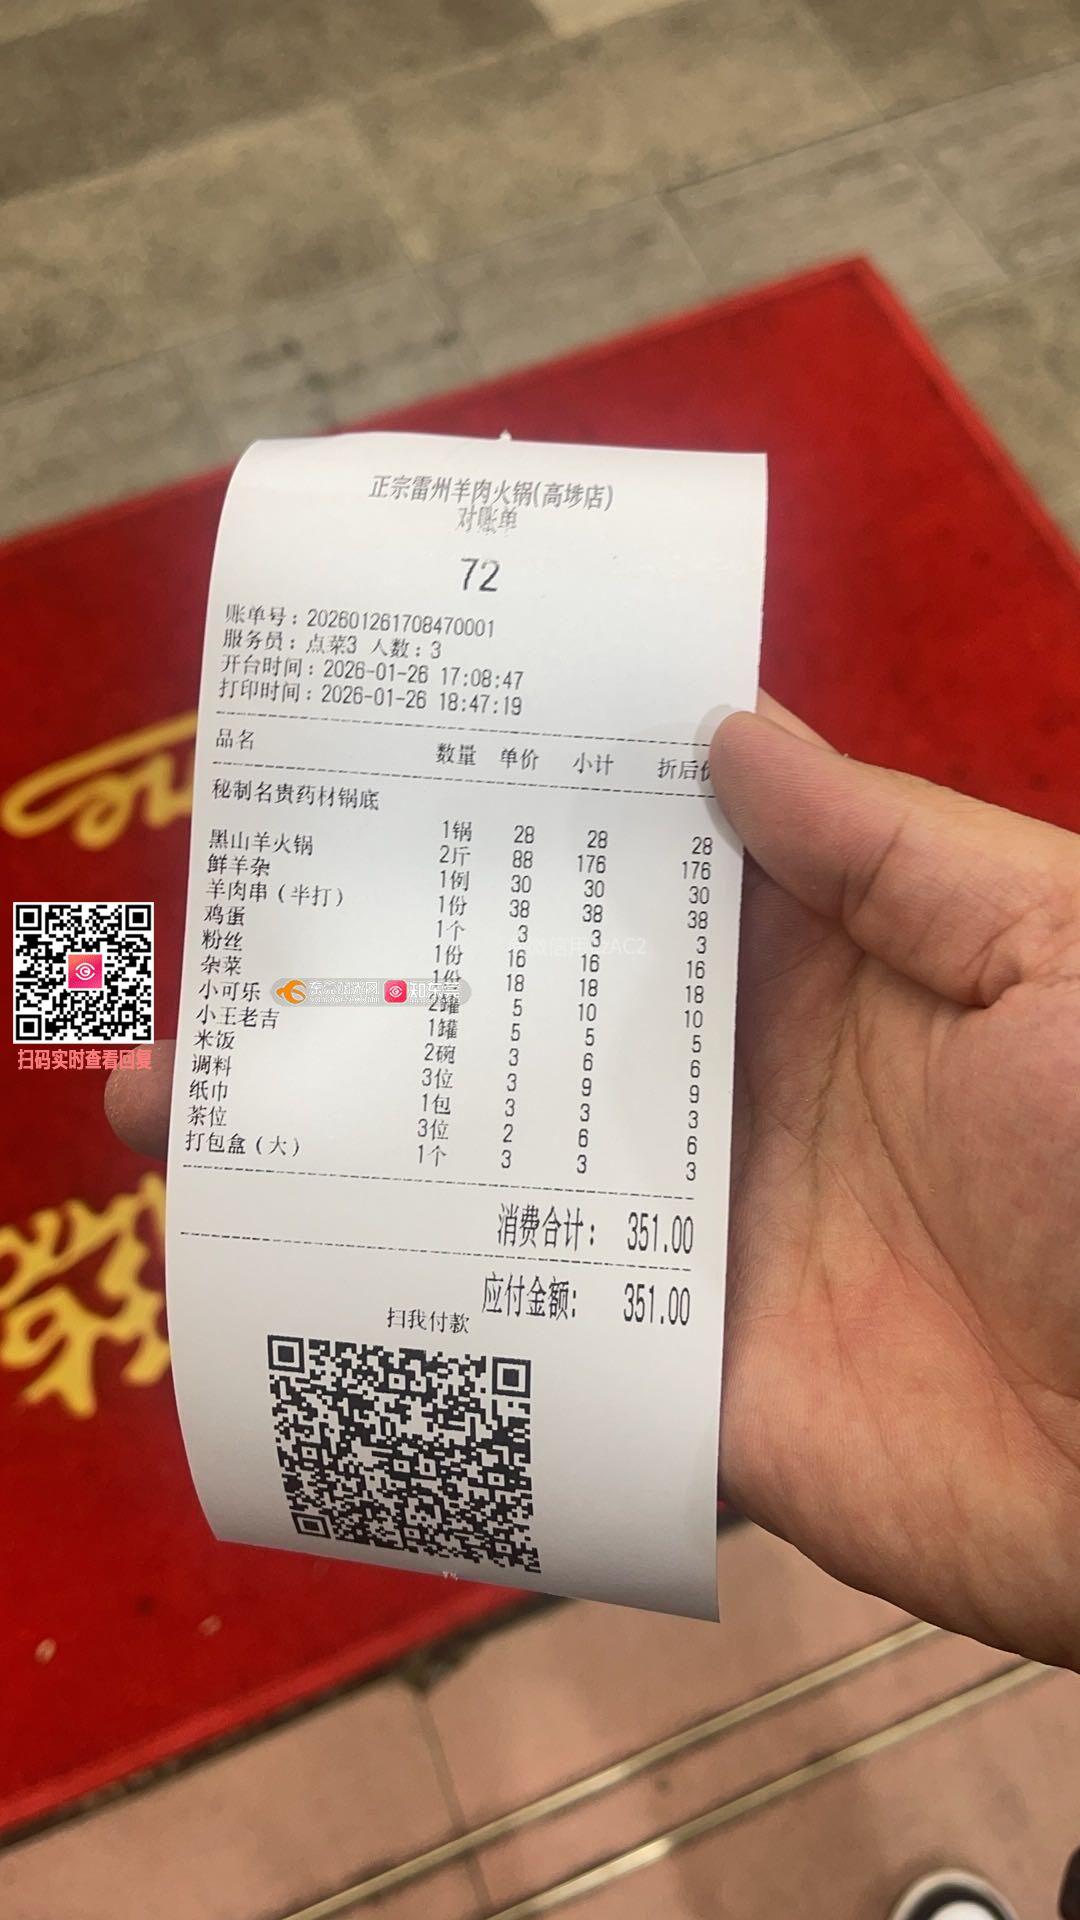 正宗雷州羊肉火锅(高埗店)
对账单
72
账单号：202601261708470001
服务员：点菜3 人数：3
开台时间：2026-01-26 17:08:47
打印时间：2026-01-26 18:47:19
品名 数量 单价 小计 折后价
秘制名贵药材锅底
1锅 28 28 28
黑山羊火锅 2斤 88 176 176
鲜羊杂 1例 30 30 30
羊肉串（半打） 1份 38 38 38
鸡蛋 1个 3 3 3
粉丝 1份 16 16 16
杂菜 1份 18 18 18
小可乐 2罐 5 10 10
小王老吉 1罐 5 5 5
米饭 2碗 3 6 6
调料 3位 3 9 9
纸巾 1包 3 3 3
茶位 3位 2 6 6
打包盒（大） 1个 3 3 3
消费合计： 351.00
应付金额： 351.00
扫我付款
扫码实时查看回复
东莞阳光网 知东莞